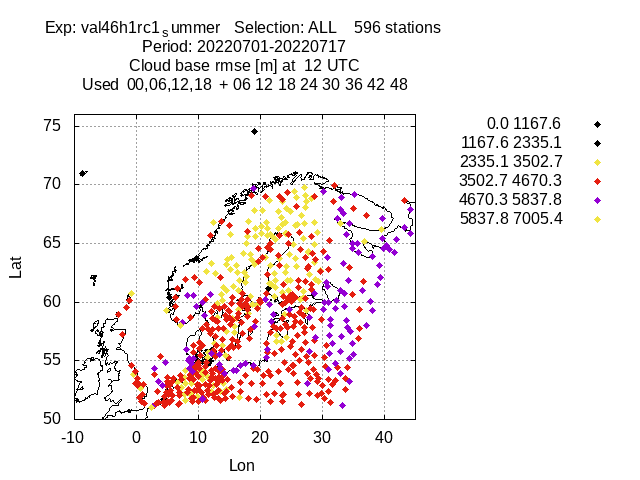 Exp: val46h1rc1summer   Selection: ALL    596 stations
Period: 20220701-20220717
Cloud base rmse [m] at  12 UTC
Used  00,06,12,18  + 06 12 18 24 30 36 42 48
0.0 1167.6
1167.6 2335.1
2335.1 3502.7
3502.7 4670.3
4670.3 5837.8
5837.8 7005.4
75
70
65
60
55
50
Lat
-10 0 10 20 30 40
Lon